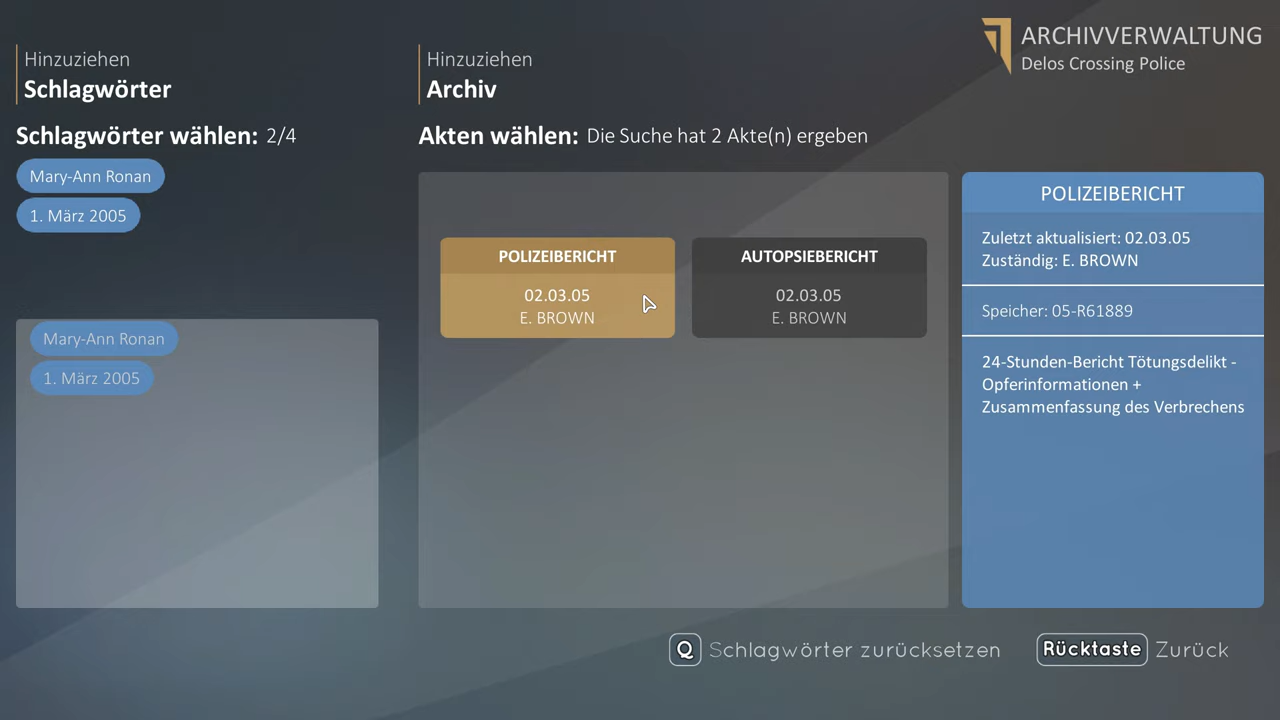 ARCHIVVERWALTUNG
Delos Crossing Police
Hinzuziehen
Schlagwörter
Schlagwörter wählen: 2/4
Mary-Ann Ronan
1. März 2005
Mary-Ann Ronan
1. März 2005
Hinzuziehen
Archiv
Akten wählen: Die Suche hat 2 Akte(n) ergeben
POLIZEIBERICHT
02.03.05
E. BROWN
AUTOPSIEBERICHT
02.03.05
E. BROWN
POLIZEIBERICHT
Zuletzt aktualisiert: 02.03.05
Zuständig: E. BROWN
Speicher: 05-R61889
24-Stunden-Bericht Tötungsdelikt -
Opferinformationen +
Zusammenfassung des Verbrechens
Q Schlagwörter zurücksetzen
Rücktaste Zurück